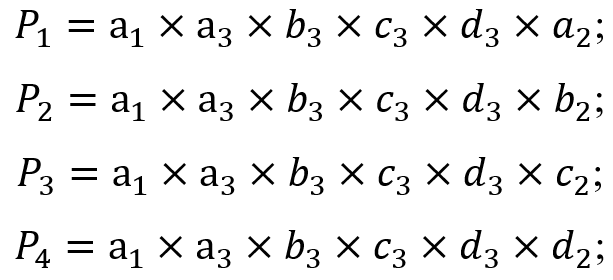 P₁ = a₁ × a₃ × b₃ × c₃ × d₃ × a₂;
P₂ = a₁ × a₃ × b₃ × c₃ × d₃ × b₂;
P₃ = a₁ × a₃ × b₃ × c₃ × d₃ × c₂;
P₄ = a₁ × a₃ × b₃ × c₃ × d₃ × d₂;